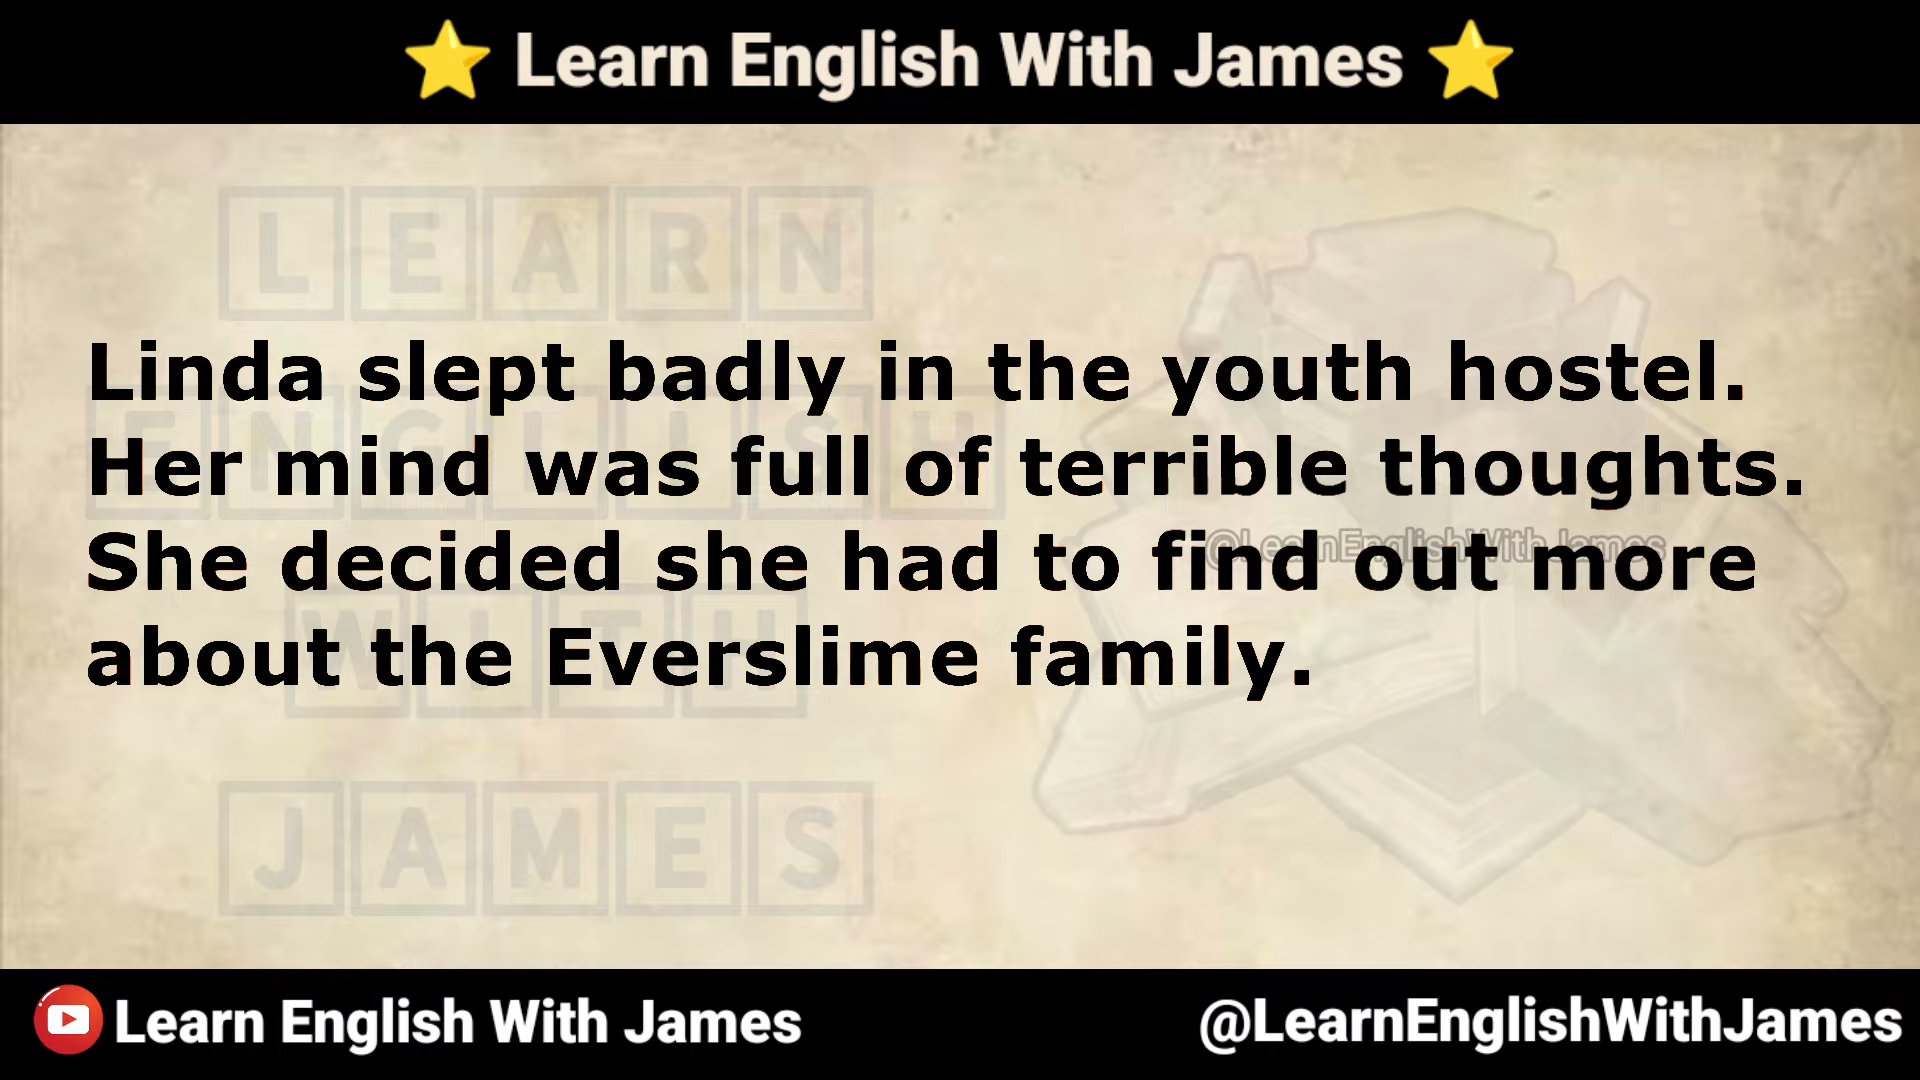 Learn English With James
LEARN
Linda slept badly in the youth hostel.
ENGLISH
Her mind was full of terrible thoughts.
@LearnEnglishWithJames
She decided she had to find out more
WITH
about the Everslime family.
JAMES
Learn English With James
@LearnEnglishWithJames